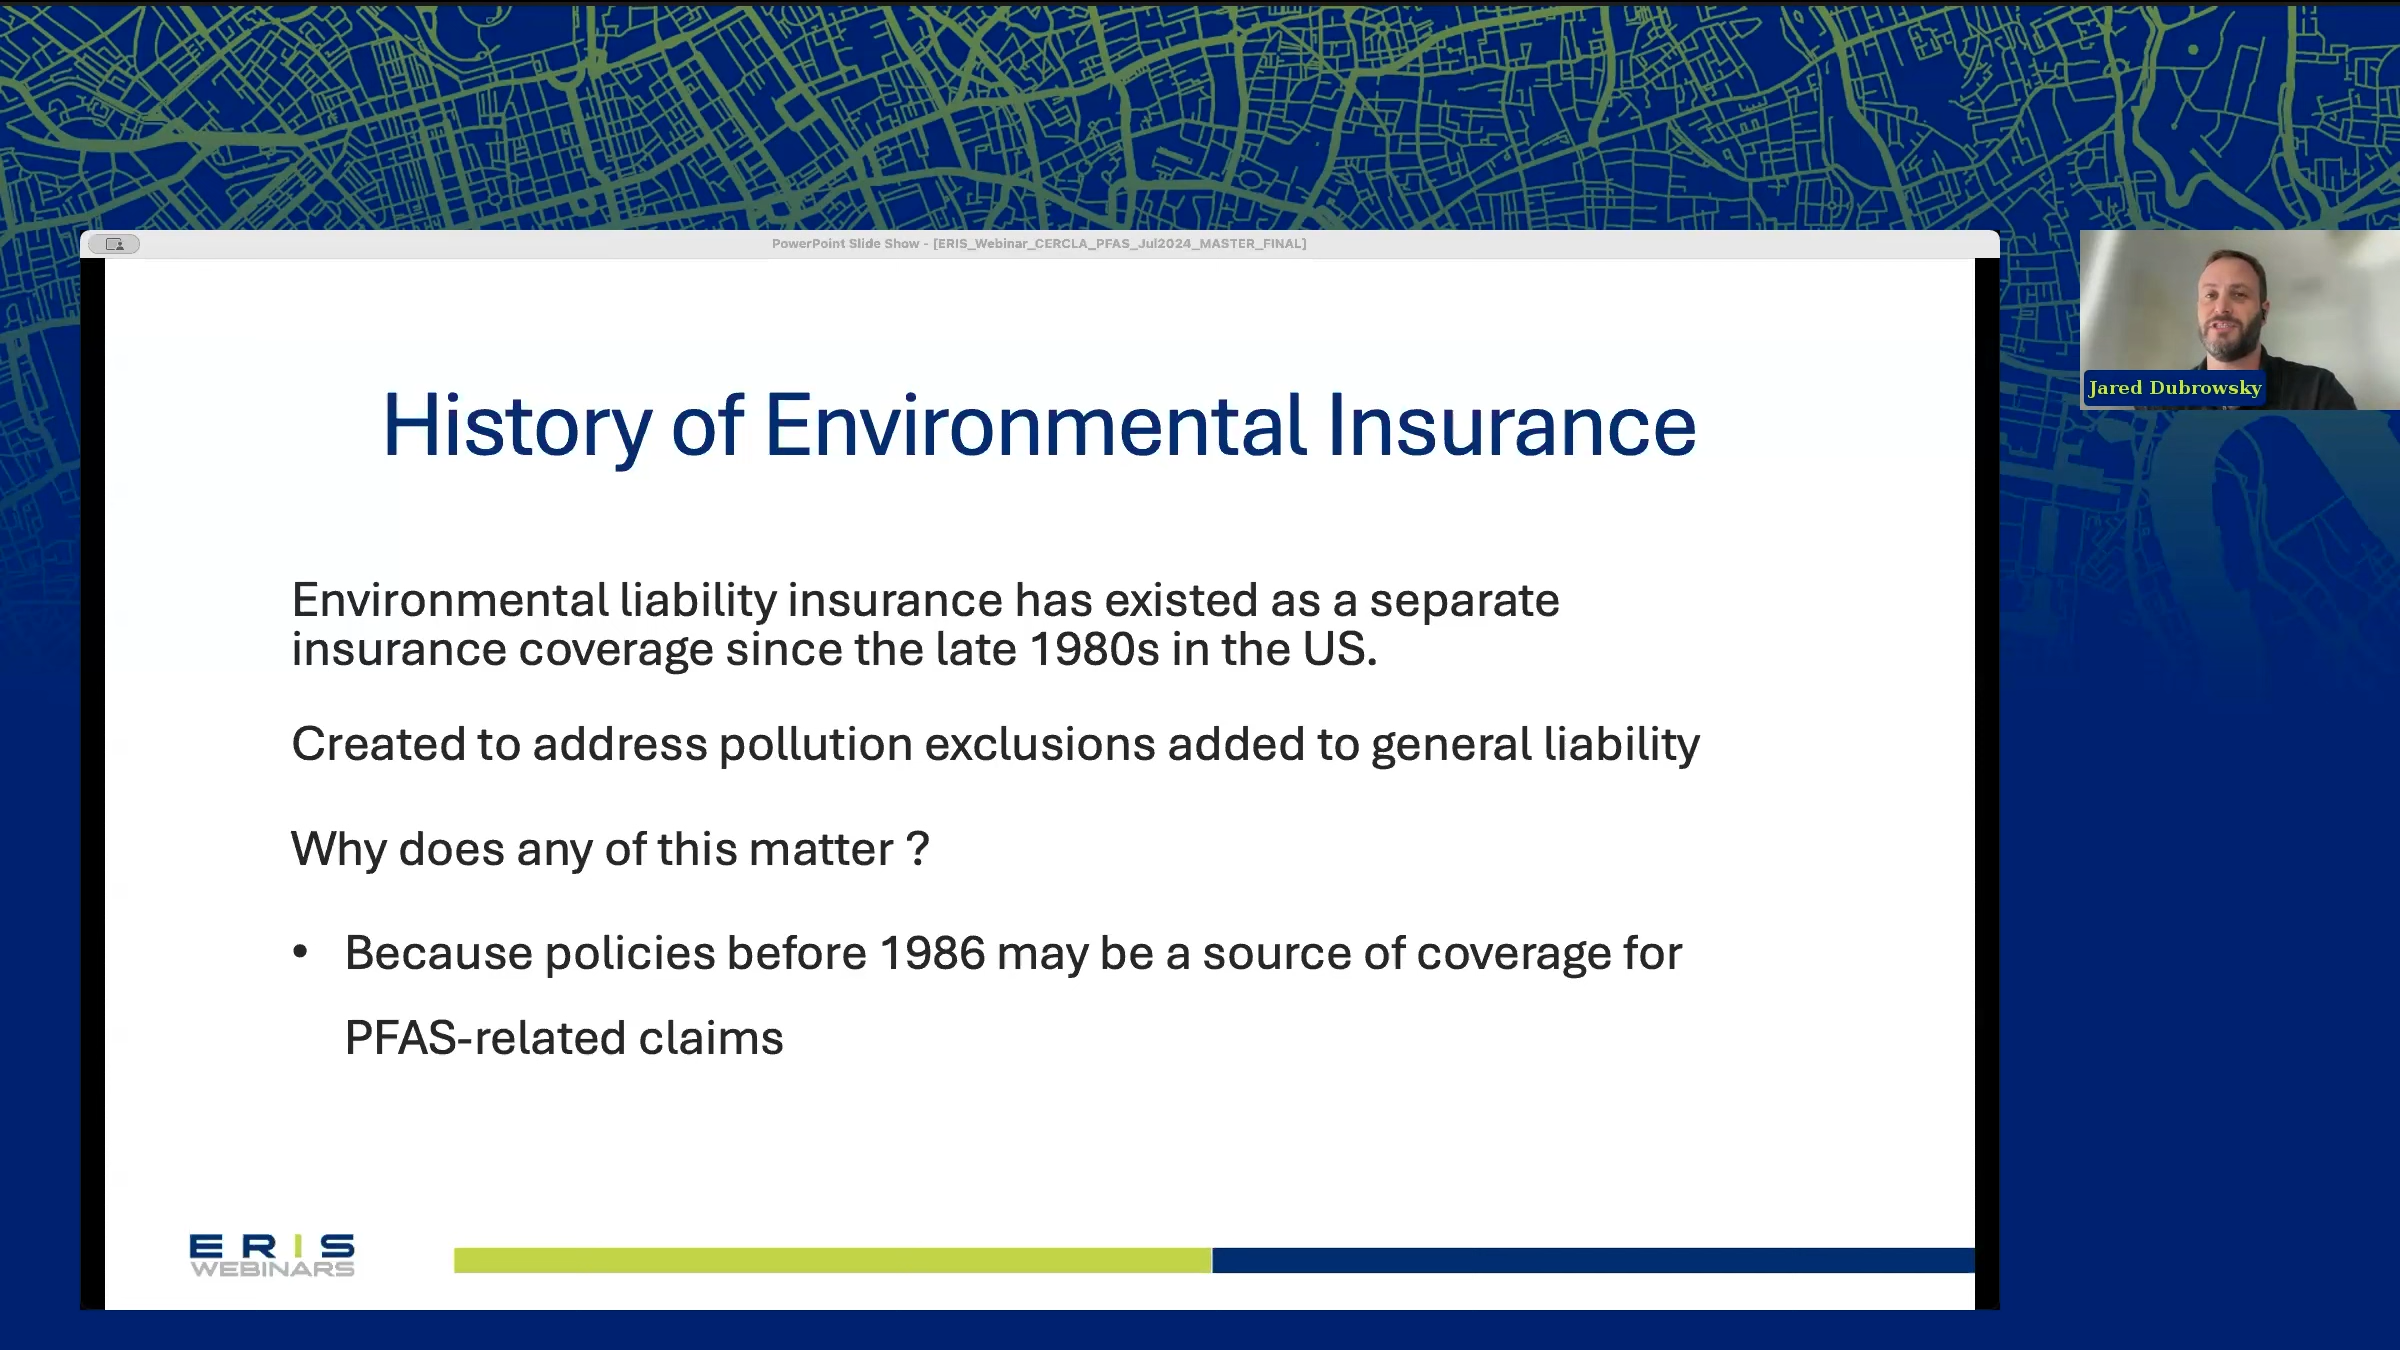 PowerPoint Slide Show - [ERIS_Webinar_CERCLA_PFAS_Jul2024_MASTER_FINAL]
Jared Dubrowsky
History of Environmental Insurance
Environmental liability insurance has existed as a separate
insurance coverage since the late 1980s in the US.
Created to address pollution exclusions added to general liability
Why does any of this matter ?
• Because policies before 1986 may be a source of coverage for
PFAS-related claims
ERIS
WEBINARS